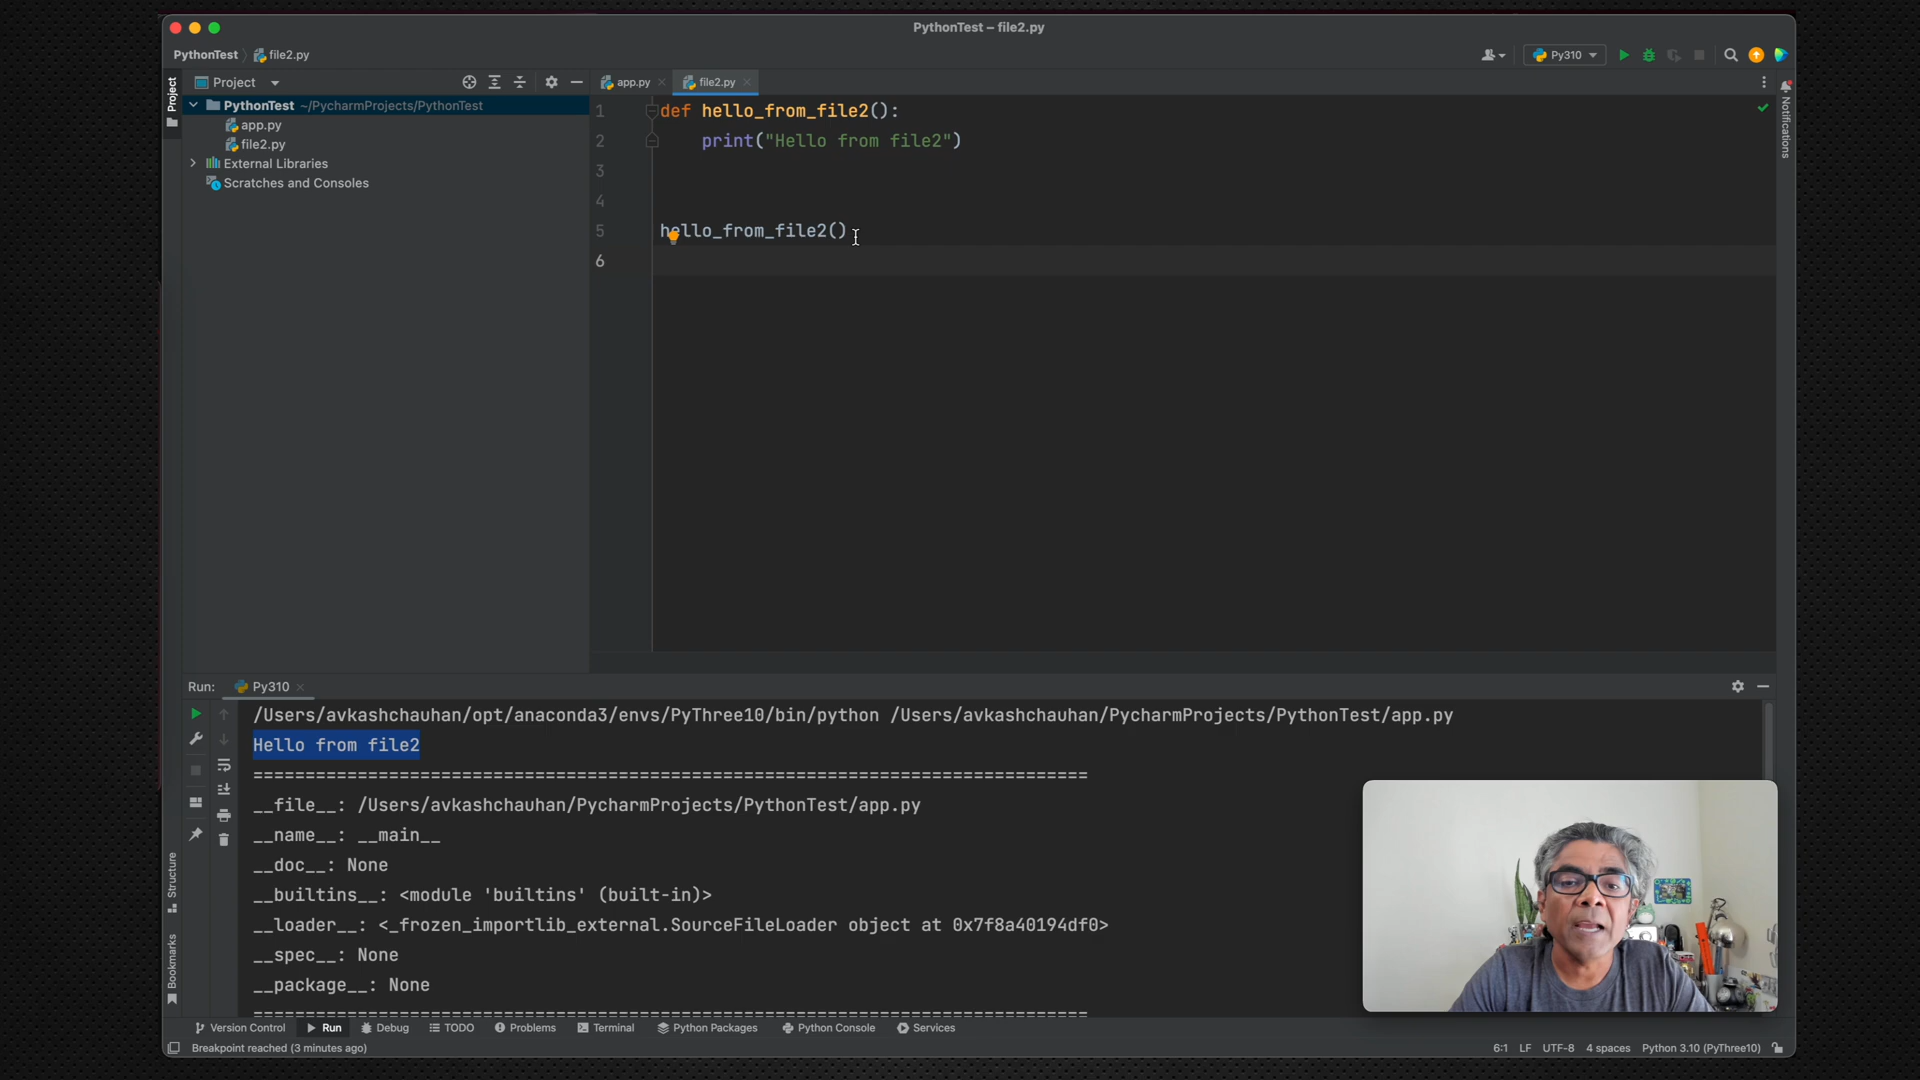 PythonTest – file2.py
PythonTest 〉 file2.py
Py310
Project
Project
app.py
file2.py
Notifications
PythonTest ~/PycharmProjects/PythonTest
app.py
file2.py
External Libraries
Scratches and Consoles
1 def hello_from_file2():
2 print("Hello from file2")
3
4
5 hello_from_file2()
6
Run: Py310
/Users/avkashchauhan/opt/anaconda3/envs/PyThree10/bin/python /Users/avkashchauhan/PycharmProjects/PythonTest/app.py
Hello from file2
================================================================================
__file__: /Users/avkashchauhan/PycharmProjects/PythonTest/app.py
__name__: __main__
__doc__: None
__builtins__: <module 'builtins' (built-in)>
__loader__: <_frozen_importlib_external.SourceFileLoader object at 0x7f8a40194df0>
__spec__: None
__package__: None
================================================================================
Structure
Bookmarks
Version Control Run Debug TODO Problems Terminal Python Packages Python Console Services
Breakpoint reached (3 minutes ago) 6:1 LF UTF-8 4 spaces Python 3.10 (PyThree10)